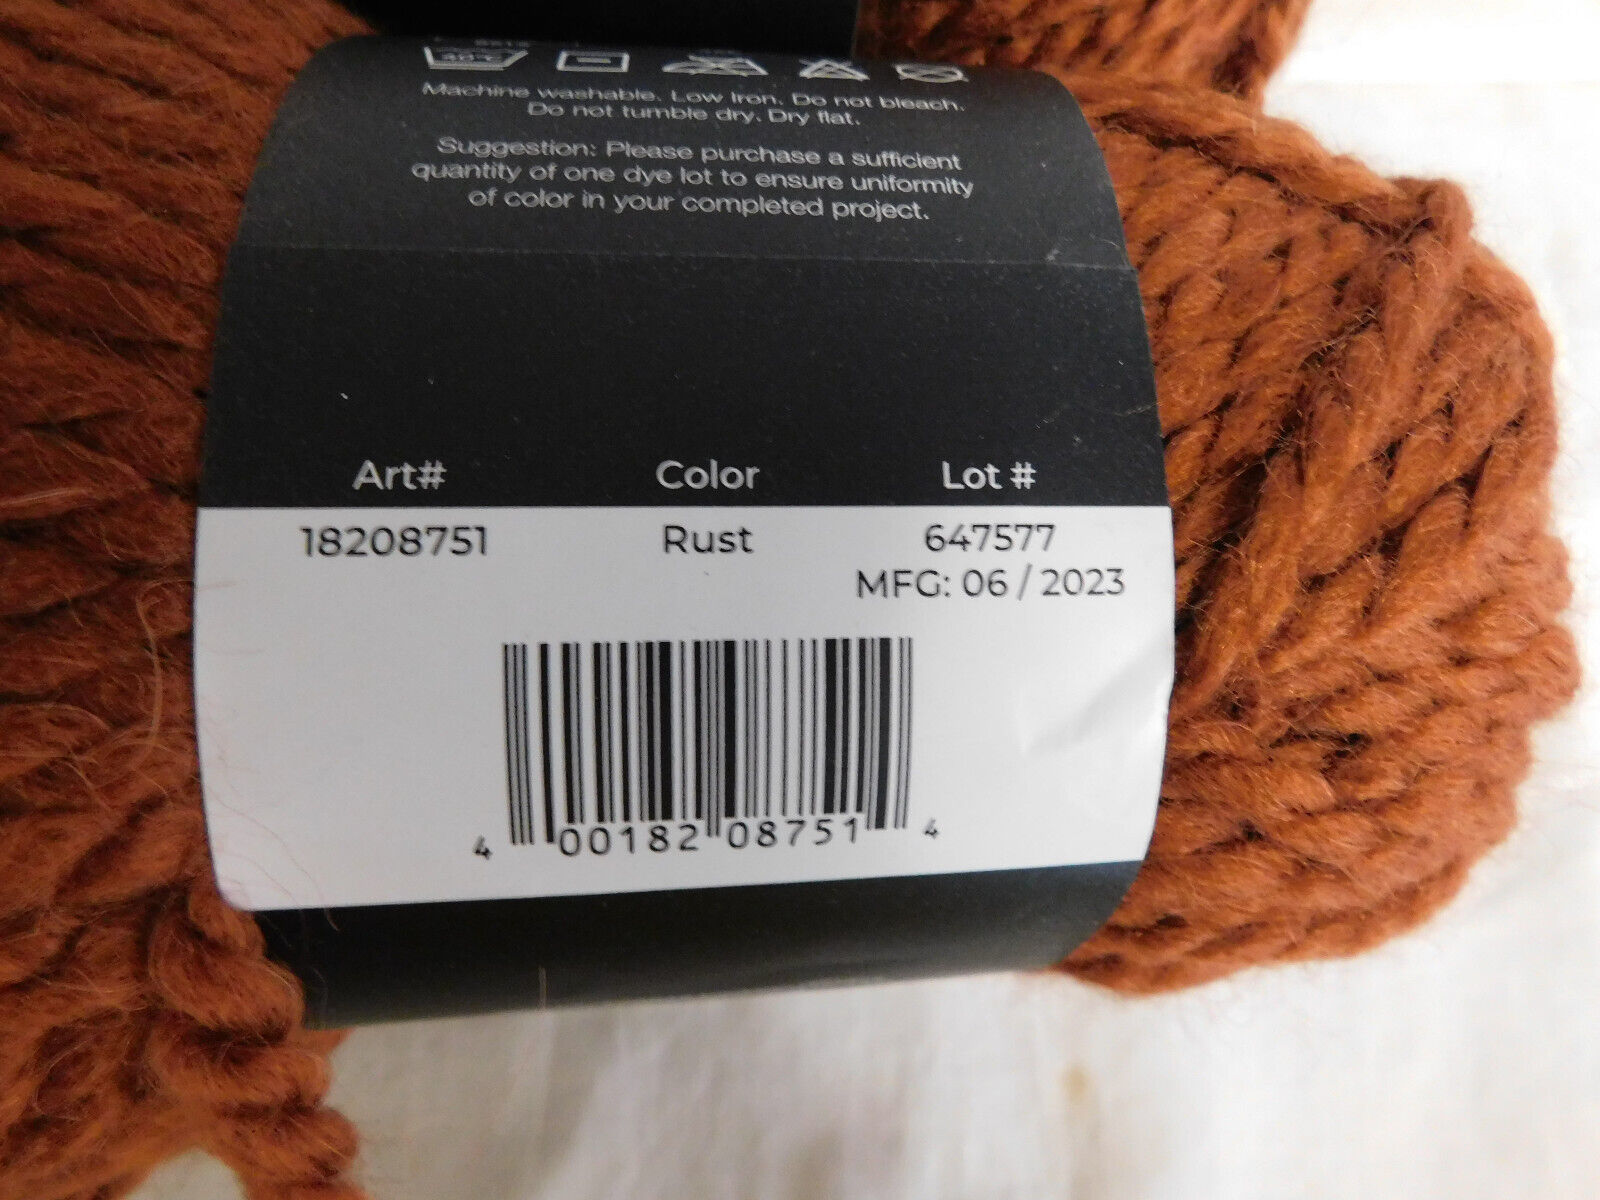 40°C
Machine washable. Low Iron. Do not bleach.
Do not tumble dry. Dry flat.
Suggestion: Please purchase a sufficient
quantity of one dye lot to ensure uniformity
of color in your completed project.
Art# Color Lot #
18208751 Rust 647577
MFG: 06 / 2023
4 00182 08751 4